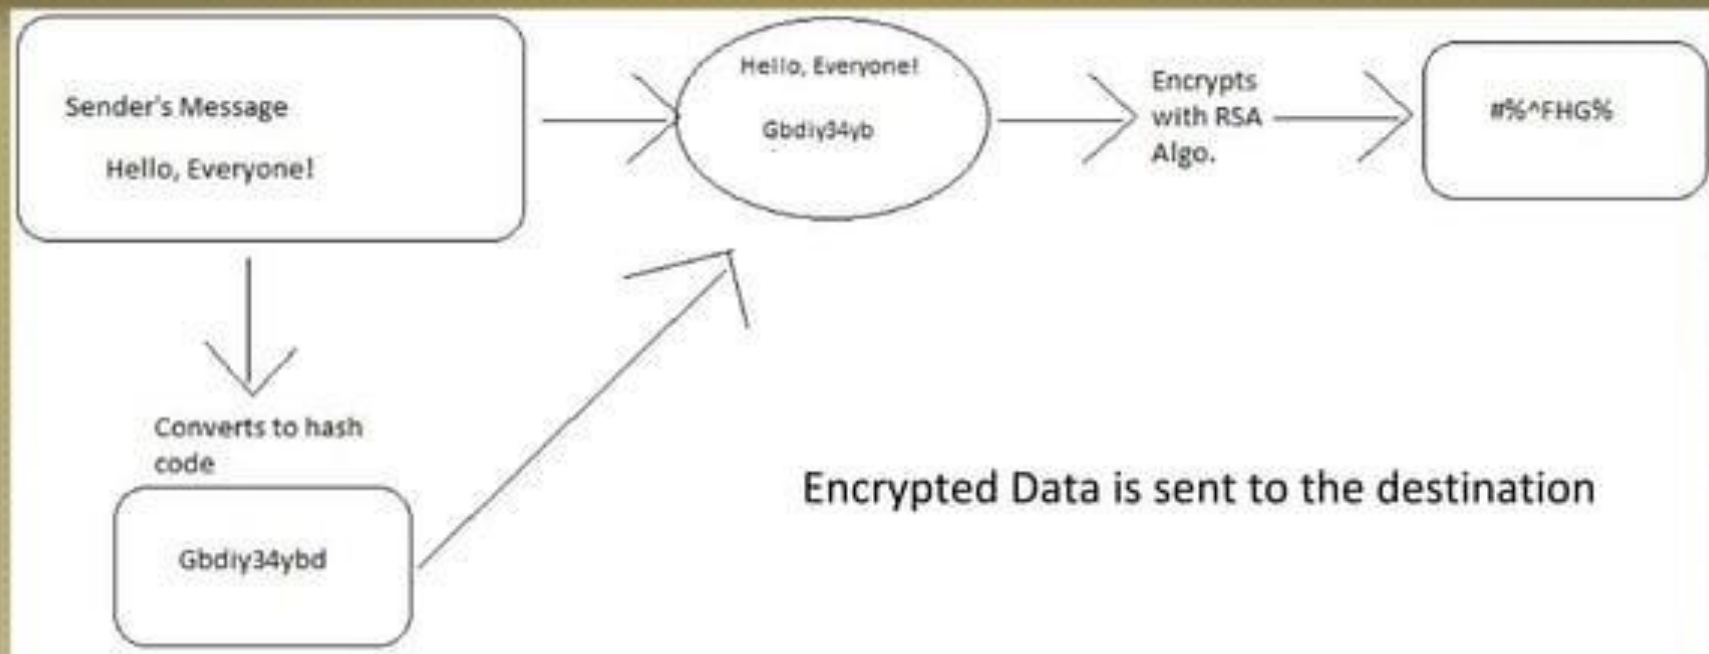 Sender's Message
Hello, Everyone!
Hello, Everyone!
Gbdiy34yb
Encrypts
with RSA
Algo.
#%^FHG%
Converts to hash
code
Gbdiy34ybd
Encrypted Data is sent to the destination